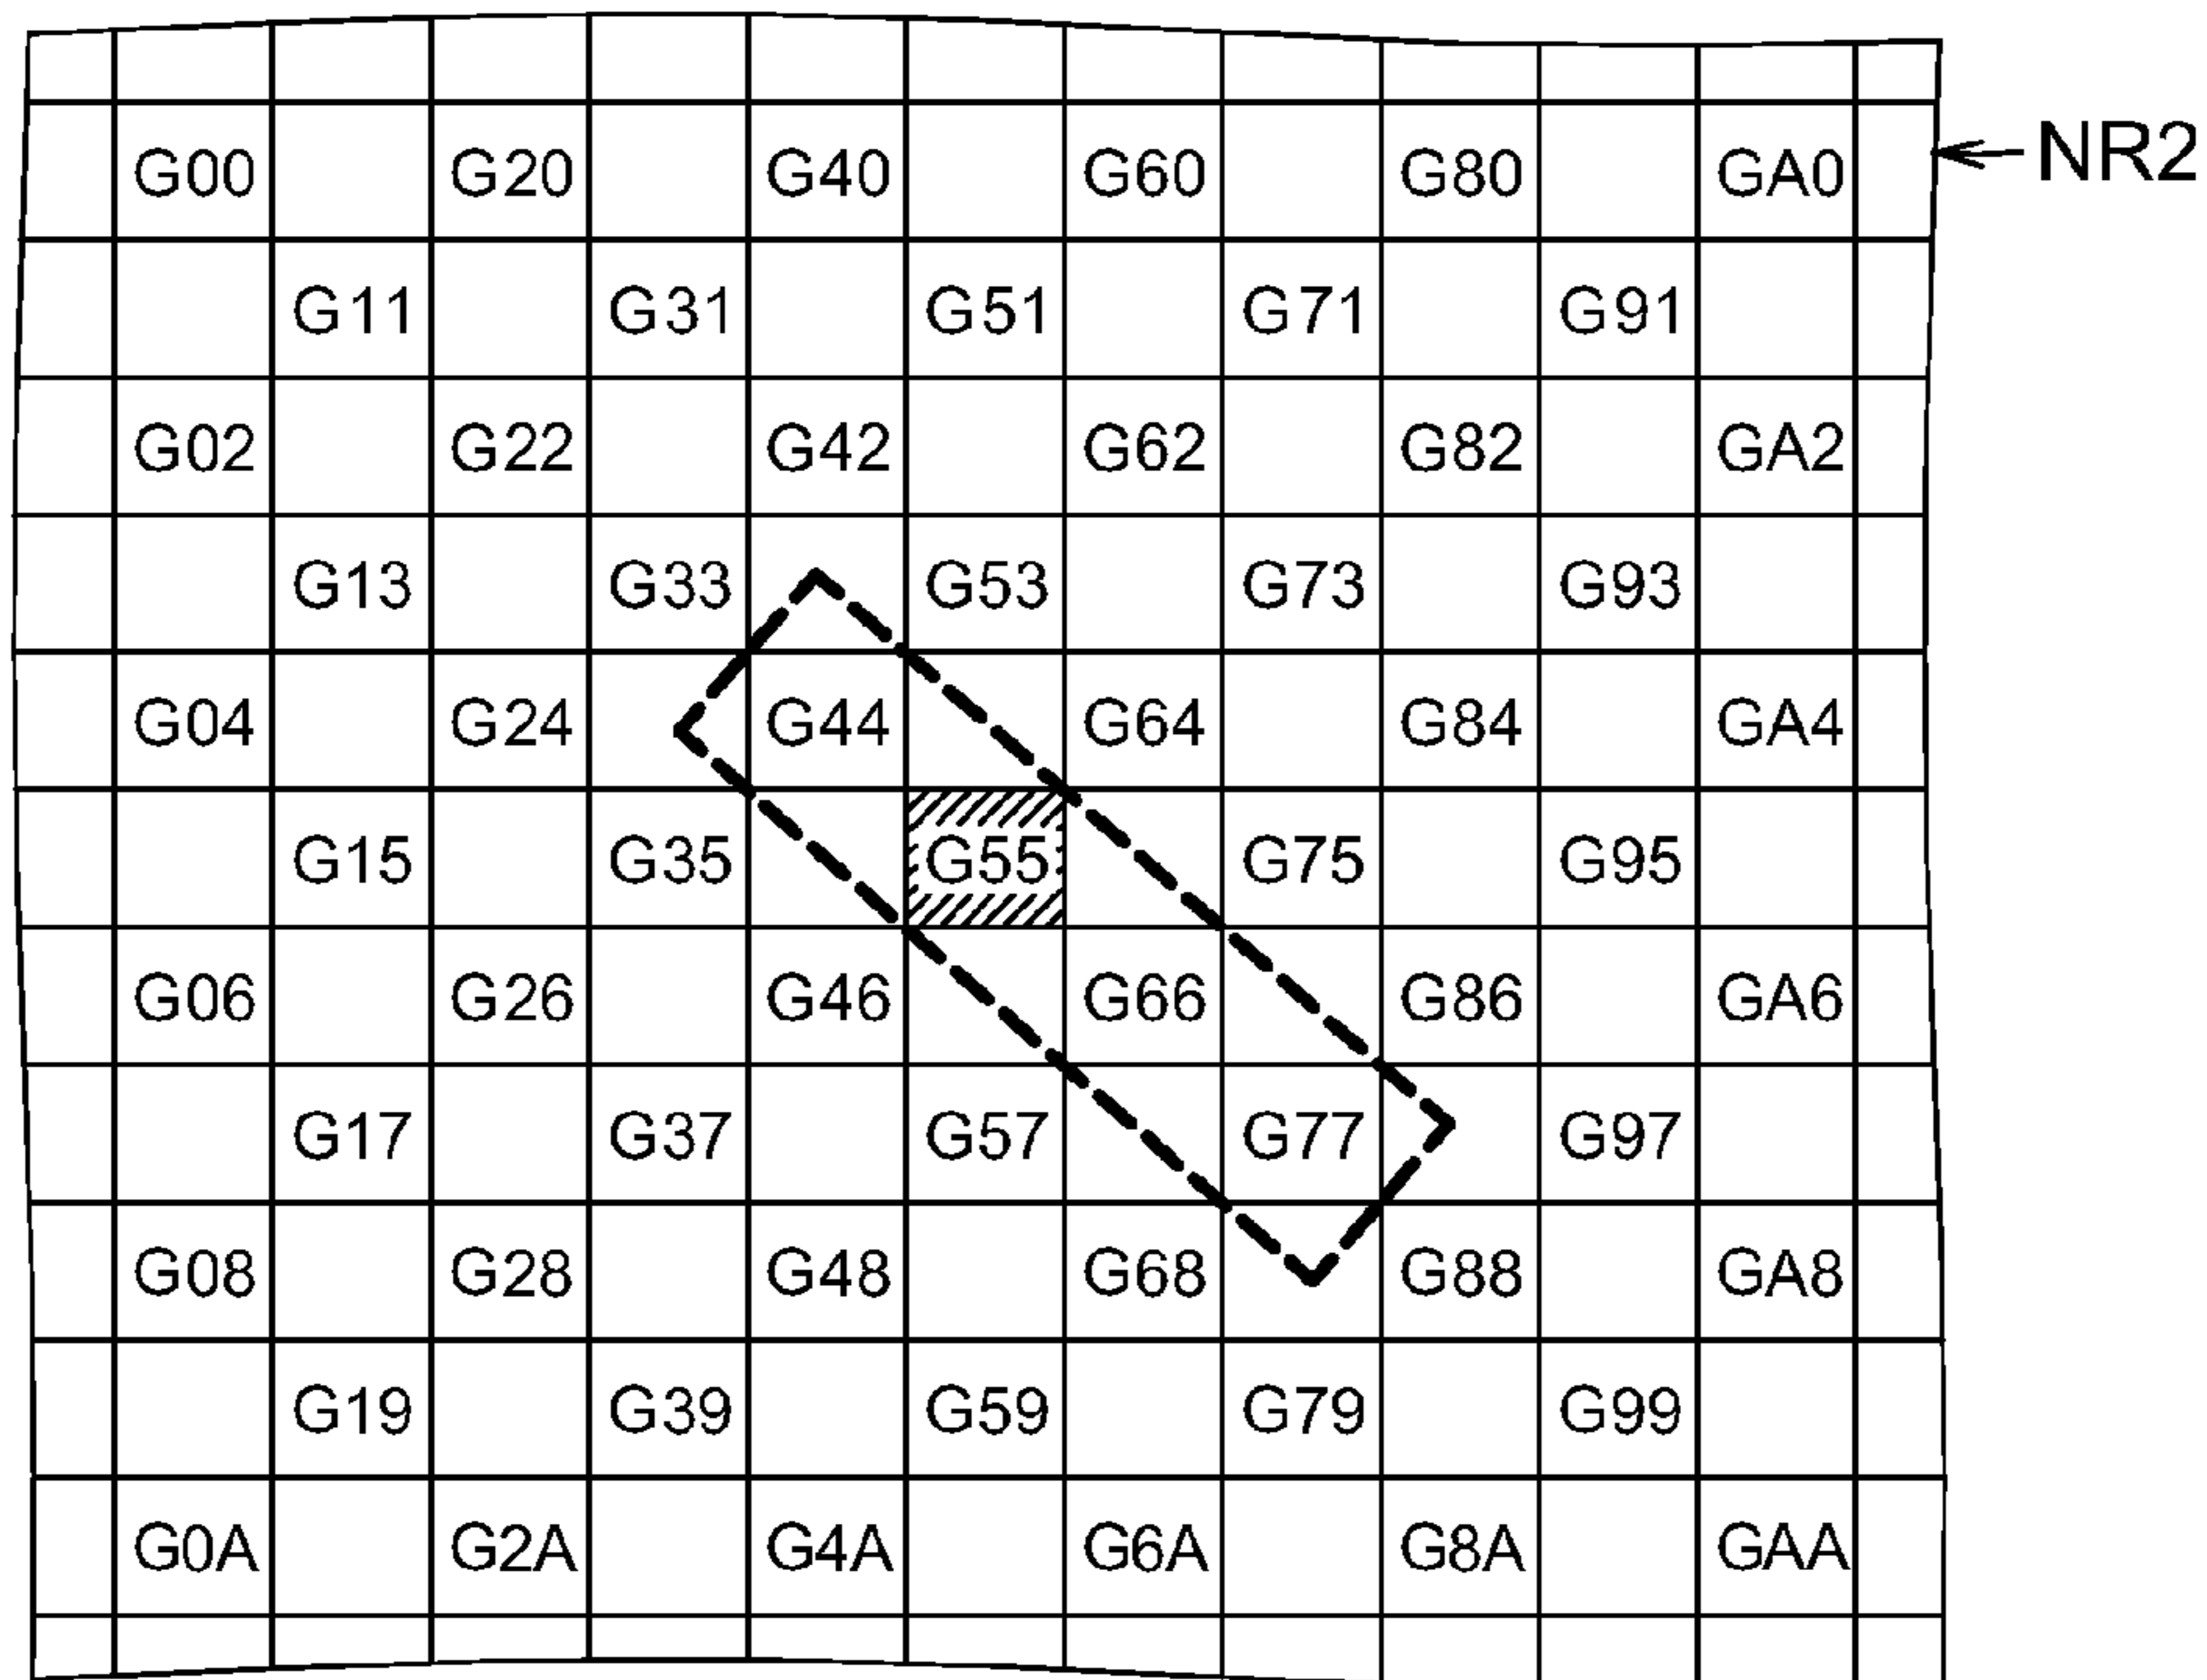 G00 G20 G40 G60 G80 GA0 NR2
G11 G31 G51 G71 G91
G02 G22 G42 G62 G82 GA2
G13 G33 G53 G73 G93
G04 G24 G44 G64 G84 GA4
G15 G35 G55 G75 G95
G06 G26 G46 G66 G86 GA6
G17 G37 G57 G77 G97
G08 G28 G48 G68 G88 GA8
G19 G39 G59 G79 G99
G0A G2A G4A G6A G8A GAA